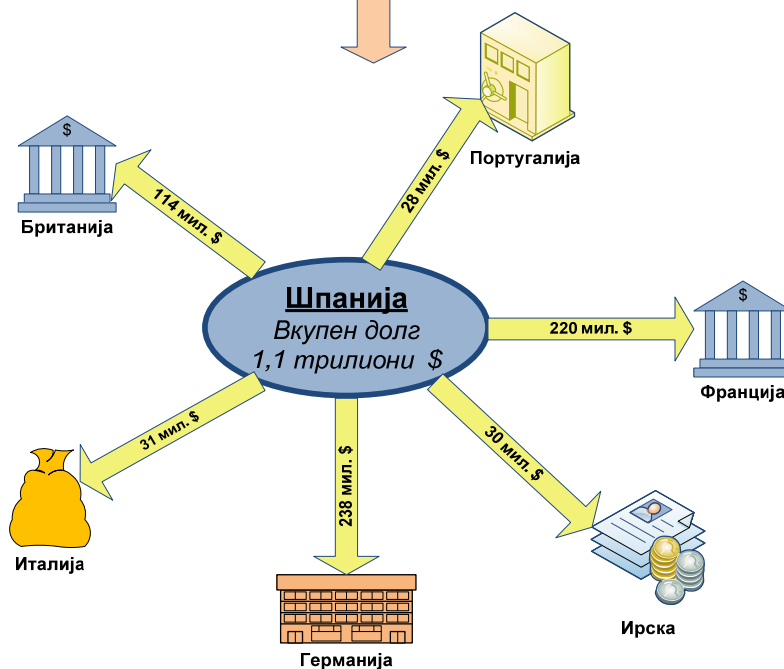 $
Португалија
28 мил. $
Британија
114 мил. $
Шпанија
Вкупен долг
1,1 трилиони $
220 мил. $
$
Франција
31 мил. $
Италија
238 мил. $
Германија
30 мил. $
Ирска